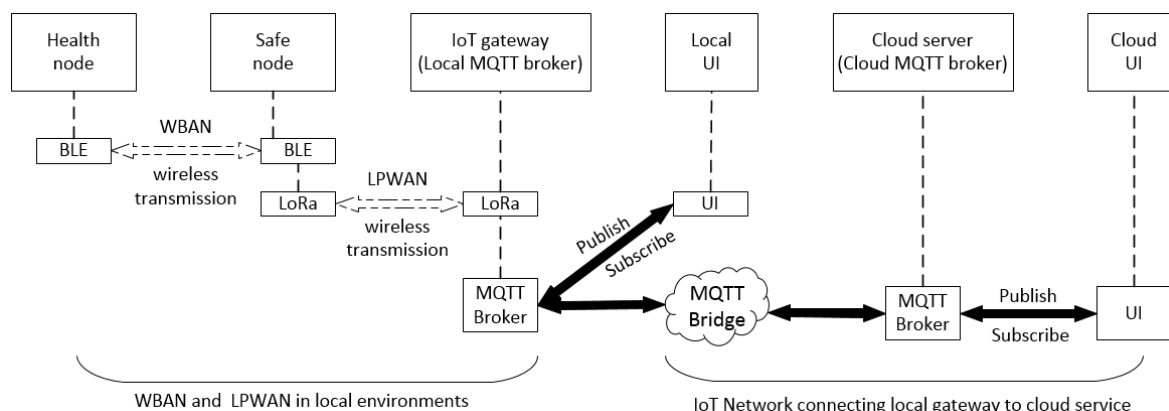 Health
node
Safe
node
IoT gateway
(Local MQTT broker)
Local
UI
Cloud server
(Cloud MQTT broker)
Cloud
UI
BLE
WBAN
wireless
transmission
BLE
LoRa
LPWAN
wireless
transmission
LoRa
UI
Publish
Subscribe
MQTT
Broker
MQTT
Bridge
MQTT
Broker
Publish
Subscribe
UI
WBAN and LPWAN in local environments
IoT Network connecting local gateway to cloud service